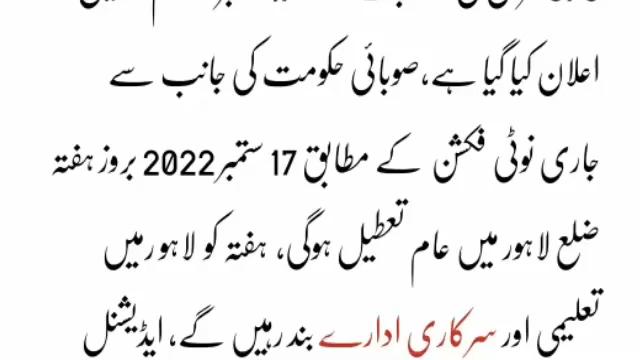 اعلان کیا گیا ہے، صوبائی حکومت کی جانب سے
جاری نوٹی فکشن کے مطابق 17 ستمبر 2022 بروز ہفتہ
ضلع لاہور میں عام تعطیل ہوگی، ہفتہ کو لاہور میں
تعلیمی اور سرکاری ادارے بند رہیں گے، ایڈیشنل